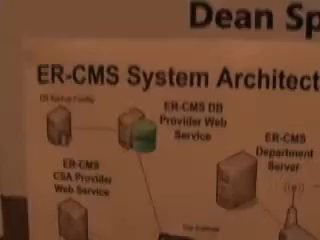 Dean Sp
ER-CMS System Architect
ER-CMS DB
Provider Web
Service
ER-CMS
Department
Server
ER-CMS
CSA Provider
Web Service